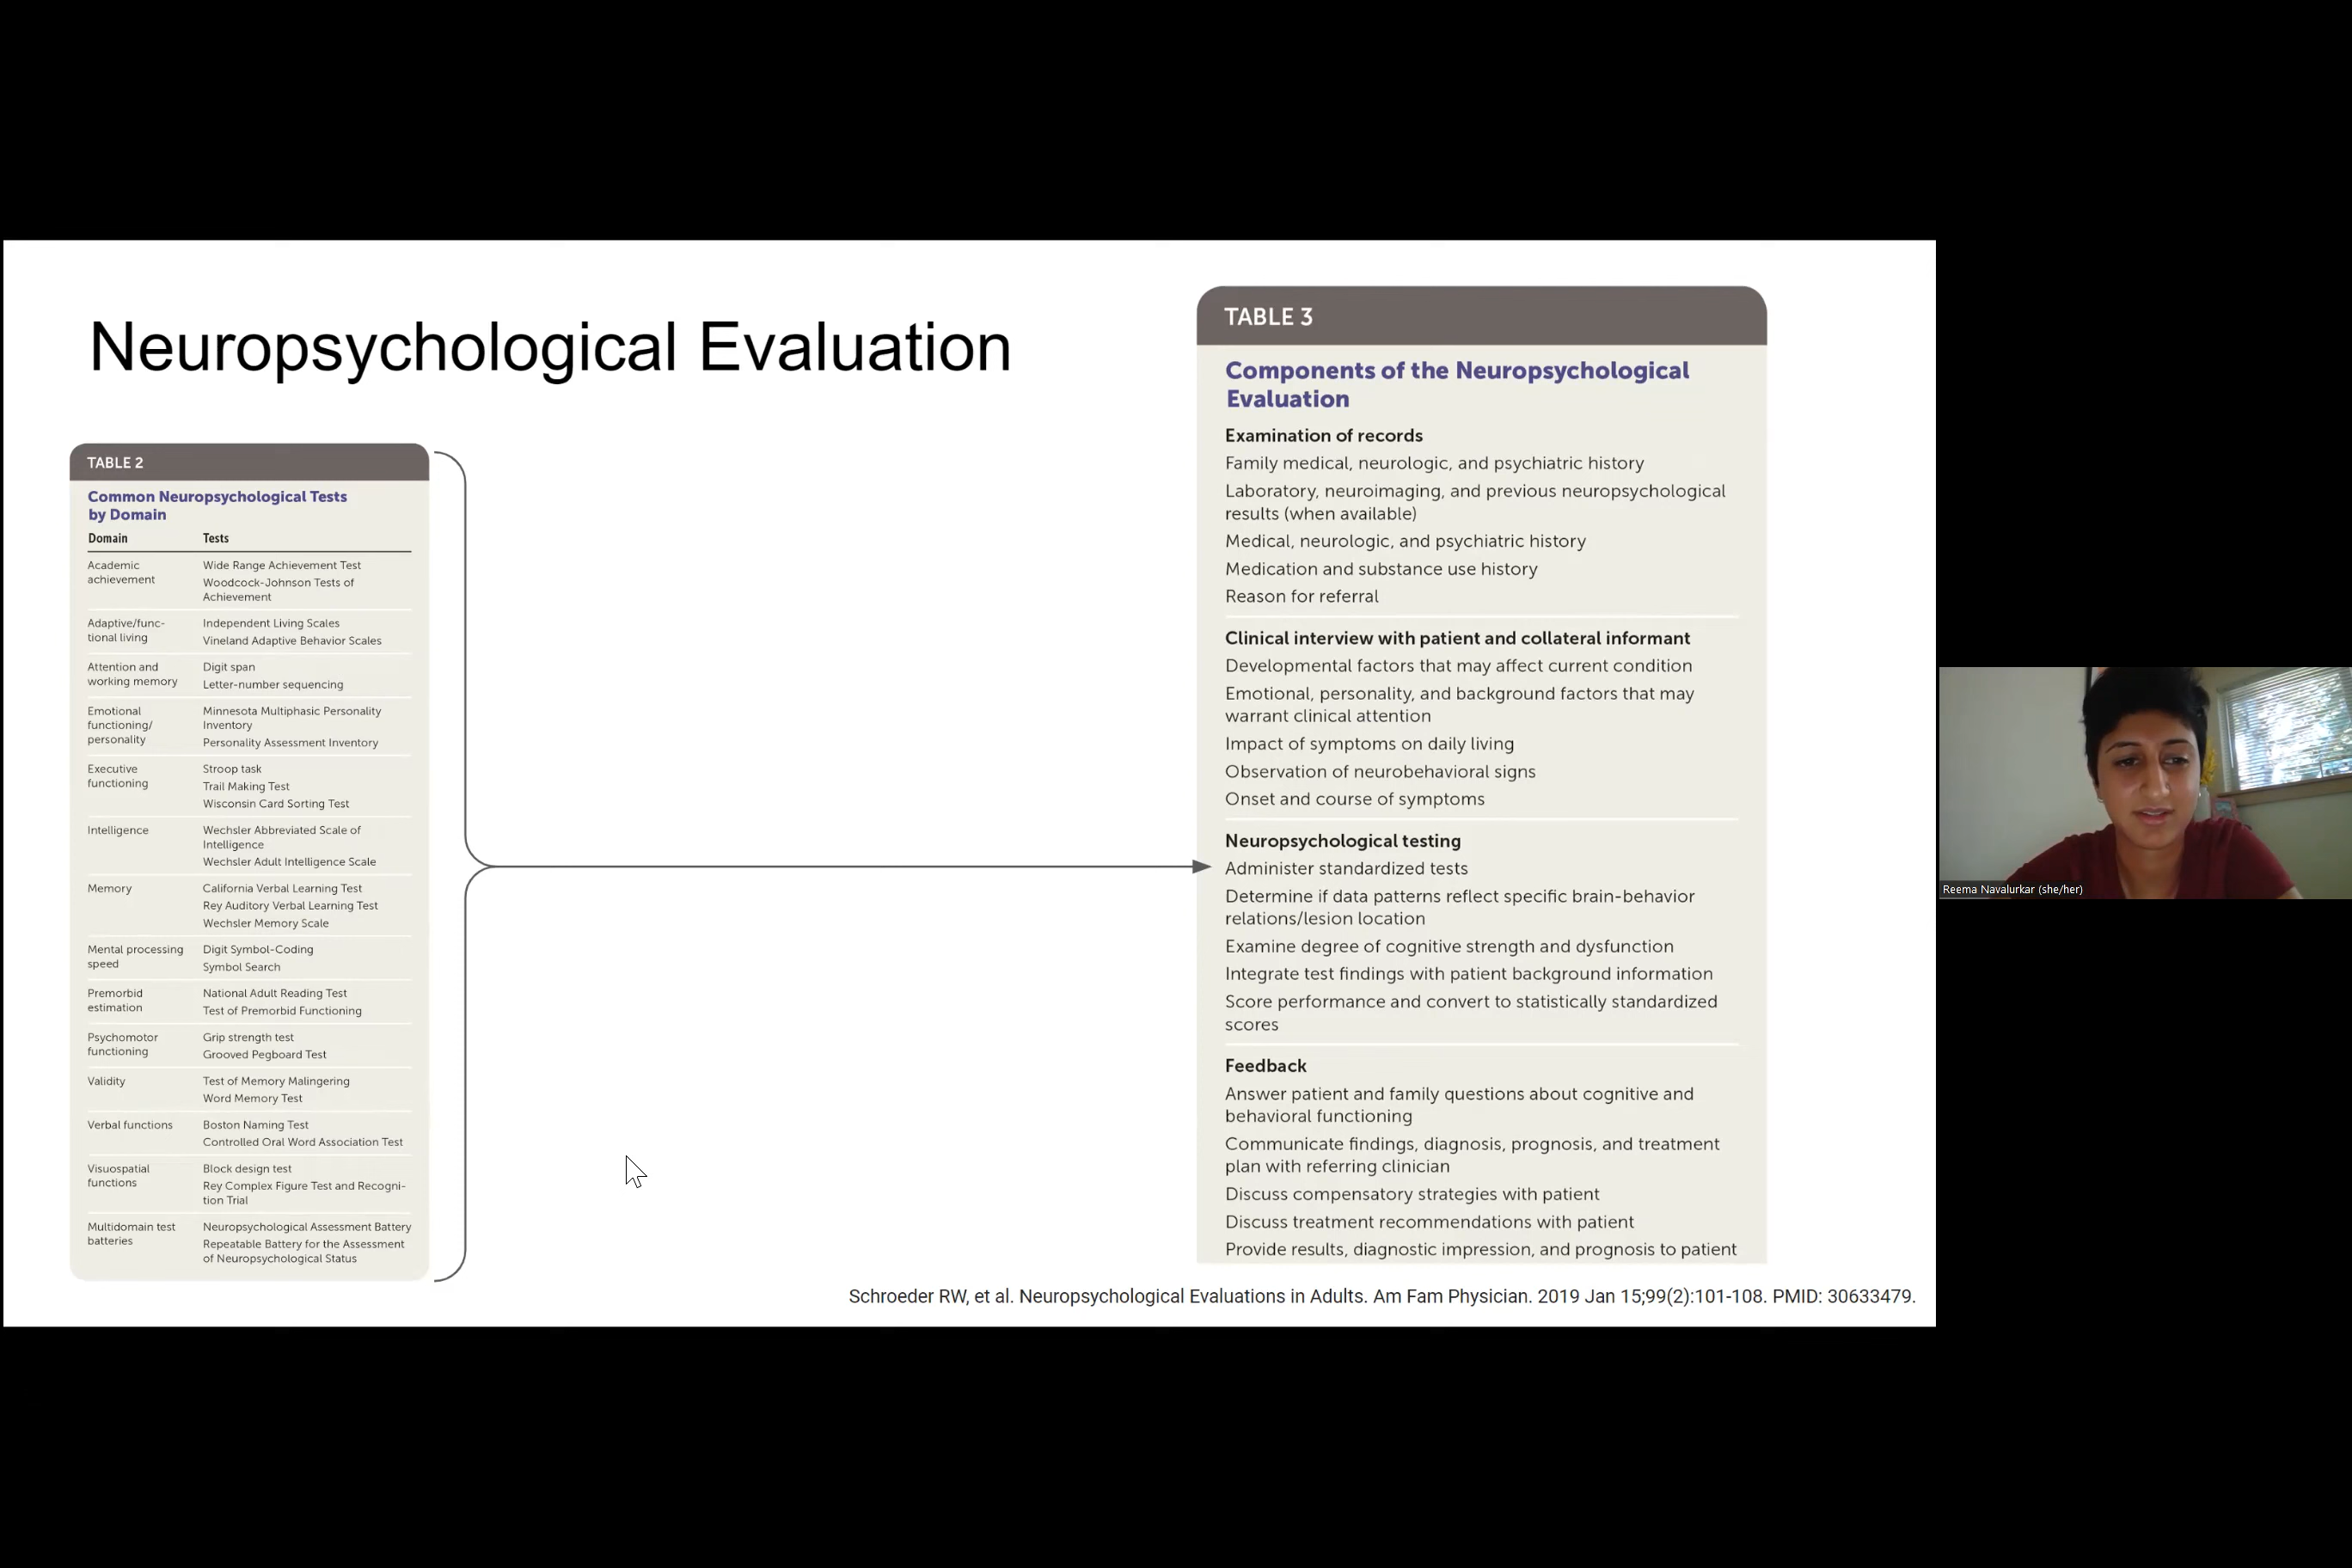 Neuropsychological Evaluation
TABLE 2
Common Neuropsychological Tests
by Domain
Domain Tests
Academic
achievement
Wide Range Achievement Test
Woodcock-Johnson Tests of
Achievement
Adaptive/func-
tional living
Independent Living Scales
Vineland Adaptive Behavior Scales
Attention and
working memory
Digit span
Letter-number sequencing
Emotional
functioning/
personality
Minnesota Multiphasic Personality
Inventory
Personality Assessment Inventory
Executive
functioning
Stroop task
Trail Making Test
Wisconsin Card Sorting Test
Intelligence
Wechsler Abbreviated Scale of
Intelligence
Wechsler Adult Intelligence Scale
Memory
California Verbal Learning Test
Rey Auditory Verbal Learning Test
Wechsler Memory Scale
Mental processing
speed
Digit Symbol-Coding
Symbol Search
Premorbid
estimation
National Adult Reading Test
Test of Premorbid Functioning
Psychomotor
functioning
Grip strength test
Grooved Pegboard Test
Validity
Test of Memory Malingering
Word Memory Test
Verbal functions
Boston Naming Test
Controlled Oral Word Association Test
Visuospatial
functions
Block design test
Rey Complex Figure Test and Recogni-
tion Trial
Multidomain test
batteries
Neuropsychological Assessment Battery
Repeatable Battery for the Assessment
of Neuropsychological Status
TABLE 3
Components of the Neuropsychological
Evaluation
Examination of records
Family medical, neurologic, and psychiatric history
Laboratory, neuroimaging, and previous neuropsychological
results (when available)
Medical, neurologic, and psychiatric history
Medication and substance use history
Reason for referral
Clinical interview with patient and collateral informant
Developmental factors that may affect current condition
Emotional, personality, and background factors that may
warrant clinical attention
Impact of symptoms on daily living
Observation of neurobehavioral signs
Onset and course of symptoms
Neuropsychological testing
Administer standardized tests
Determine if data patterns reflect specific brain-behavior
relations/lesion location
Examine degree of cognitive strength and dysfunction
Integrate test findings with patient background information
Score performance and convert to statistically standardized
scores
Feedback
Answer patient and family questions about cognitive and
behavioral functioning
Communicate findings, diagnosis, prognosis, and treatment
plan with referring clinician
Discuss compensatory strategies with patient
Discuss treatment recommendations with patient
Provide results, diagnostic impression, and prognosis to patient
Schroeder RW, et al. Neuropsychological Evaluations in Adults. Am Fam Physician. 2019 Jan 15;99(2):101-108. PMID: 30633479.
Reema Navalurkar (she/her)